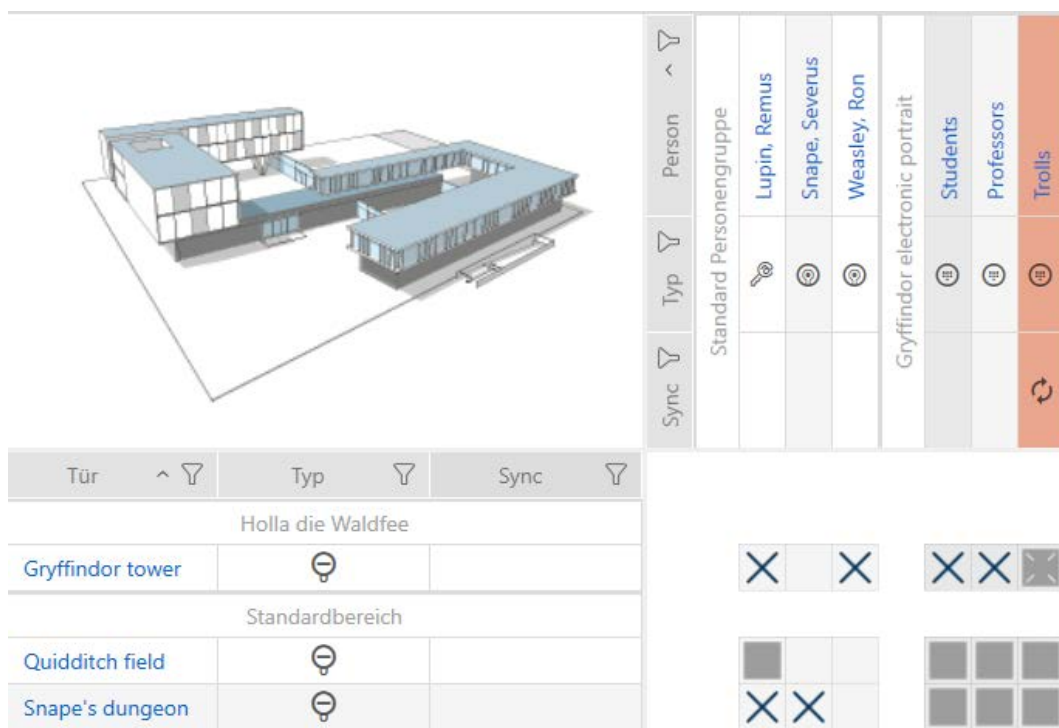 Person
Typ
Sync
Standard Personengruppe
Lupin, Remus
Snape, Severus
Weasley, Ron
Gryffindor electronic portrait
Students
Professors
Trolls
Tür
Typ
Sync
Holla die Waldfee
Gryffindor tower
Standardbereich
Quidditch field
Snape's dungeon